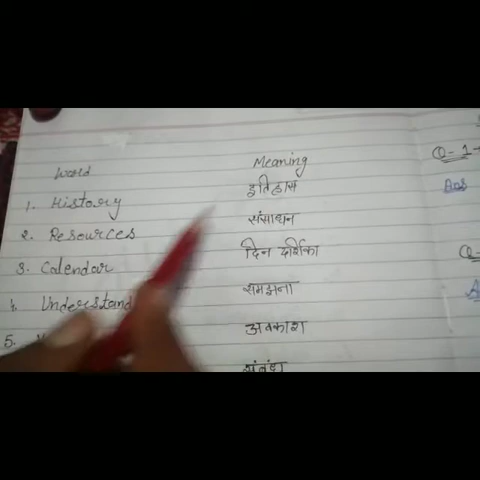 Word Meaning
1. History इतिहास
2. Resources संसाधन
3. Calendar दिन दर्शिका
4. Understand समझना
5. अवकाश
Q-1
Ans